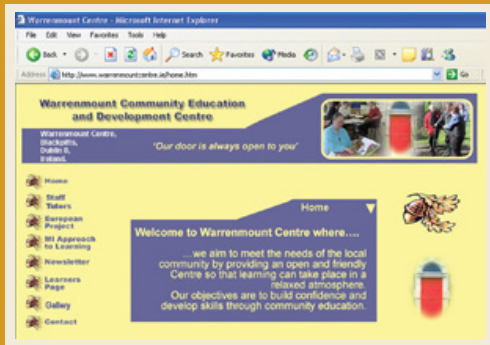 Warrenmount Centre - Microsoft Internet Explorer
File Edit View Favorites Tools Help
Back Search Favorites Media
Address http://www.warrenmountcentre.ie/home.htm Go
Warrenmount Community Education
and Development Centre
Warrenmount Centre,
Blackpitts,
Dublin 8,
Ireland.
'Our door is always open to you'
Home
Staff
Tutors
European
Project
MI Approach
to Learning
Newsletter
Learners
Page
Gallery
Contact
Home
Welcome to Warrenmount Centre where....
....we aim to meet the needs of the local
community by providing an open and friendly
Centre so that learning can take place in a
relaxed atmosphere.
Our objectives are to build confidence and
develop skills through community education.